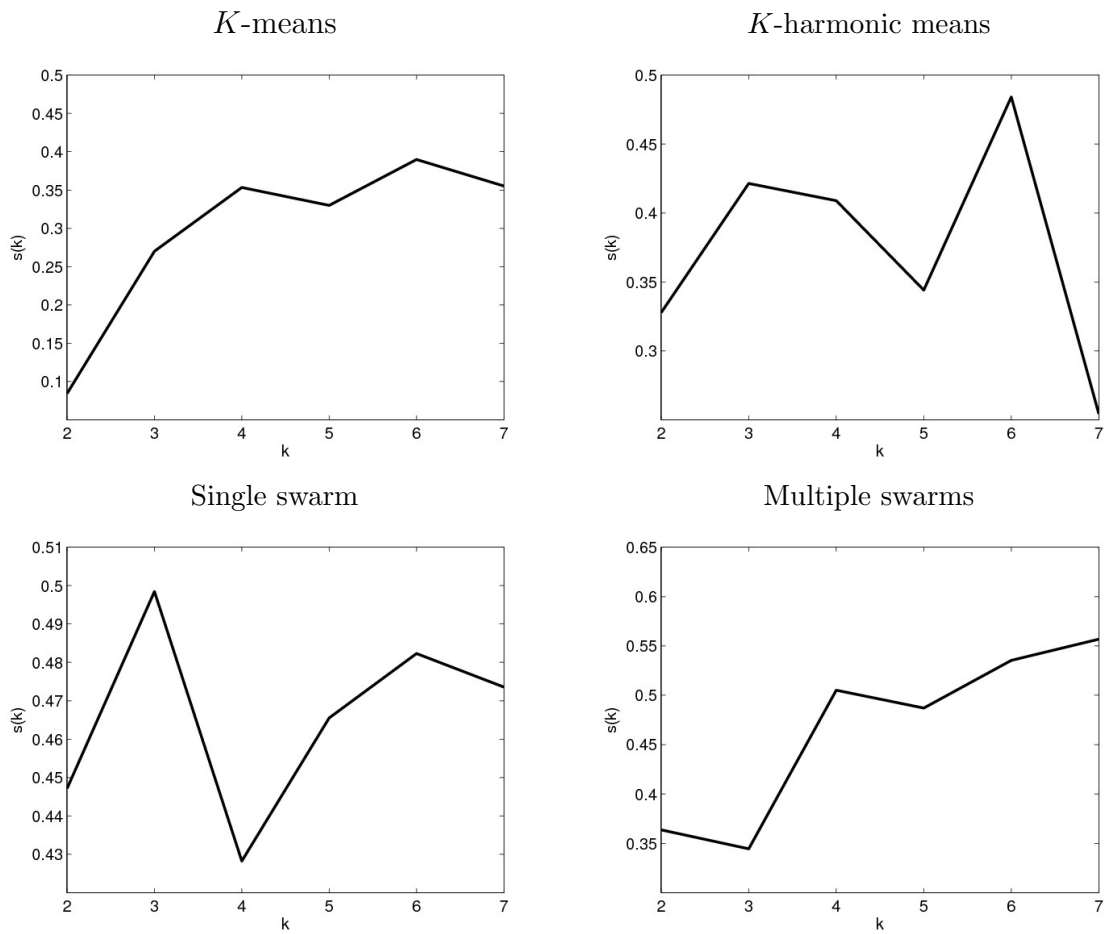 K-means
0.5
0.45
0.4
0.35
0.3
0.25
0.2
0.15
0.1
s(k)
2 3 4 5 6 7
k
K-harmonic means
0.5
0.45
0.4
0.35
0.3
s(k)
2 3 4 5 6 7
k
Single swarm
0.51
0.5
0.49
0.48
0.47
0.46
0.45
0.44
0.43
s(k)
2 3 4 5 6 7
k
Multiple swarms
0.65
0.6
0.55
0.5
0.45
0.4
0.35
s(k)
2 3 4 5 6 7
k